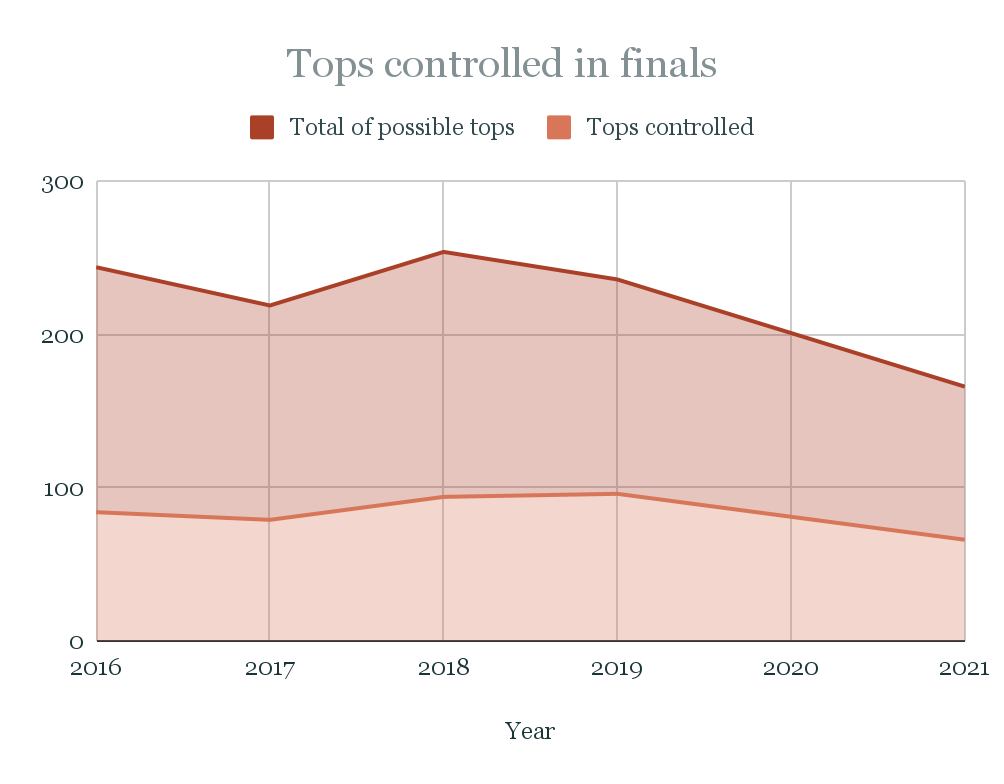 Tops controlled in finals
Total of possible tops Tops controlled
300
200
100
0
2016 2017 2018 2019 2020 2021
Year